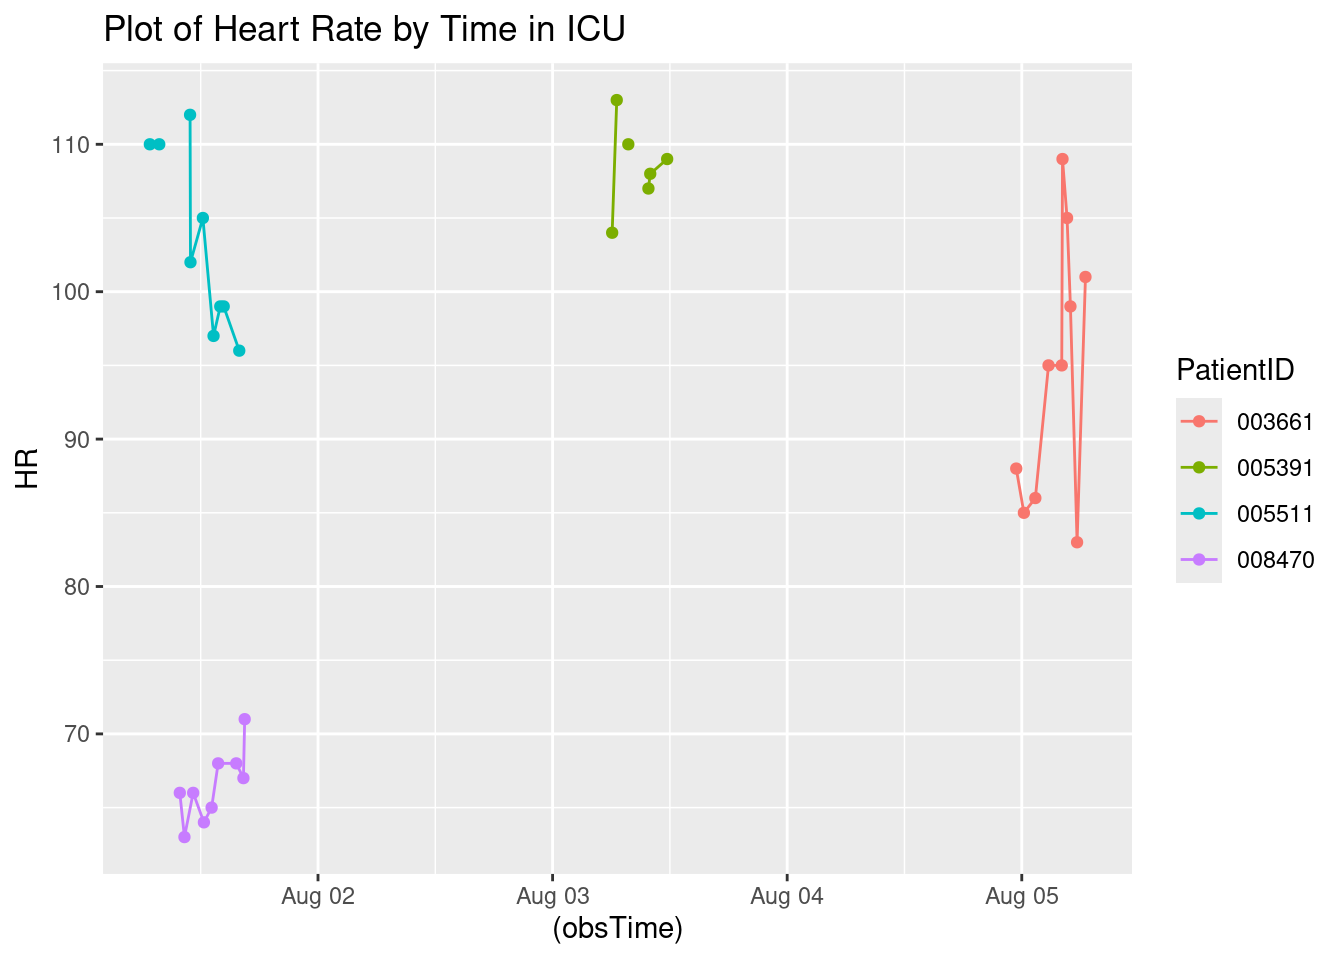 Plot of Heart Rate by Time in ICU
110
100
90
80
70
HR
Aug 02
Aug 03
Aug 04
Aug 05
(obsTime)
PatientID
003661
005391
005511
008470